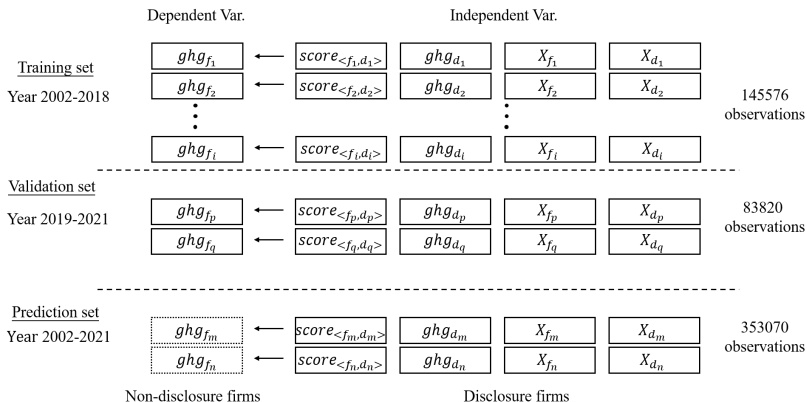 Dependent Var. Independent Var.
Training set
Year 2002-2018
ghg_{f_1} ← score_{<f_1,d_1>} ghg_{d_1} X_{f_1} X_{d_1}
ghg_{f_2} ← score_{<f_2,d_2>} ghg_{d_2} X_{f_2} X_{d_2}
ghg_{f_i} ← score_{<f_i,d_i>} ghg_{d_i} X_{f_i} X_{d_i}
145576
observations
Validation set
Year 2019-2021
ghg_{f_p} ← score_{<f_p,d_p>} ghg_{d_p} X_{f_p} X_{d_p}
ghg_{f_q} ← score_{<f_q,d_q>} ghg_{d_q} X_{f_q} X_{d_q}
83820
observations
Prediction set
Year 2002-2021
ghg_{f_m} ← score_{<f_m,d_m>} ghg_{d_m} X_{f_m} X_{d_m}
ghg_{f_n} ← score_{<f_n,d_n>} ghg_{d_n} X_{f_n} X_{d_n}
353070
observations
Non-disclosure firms Disclosure firms